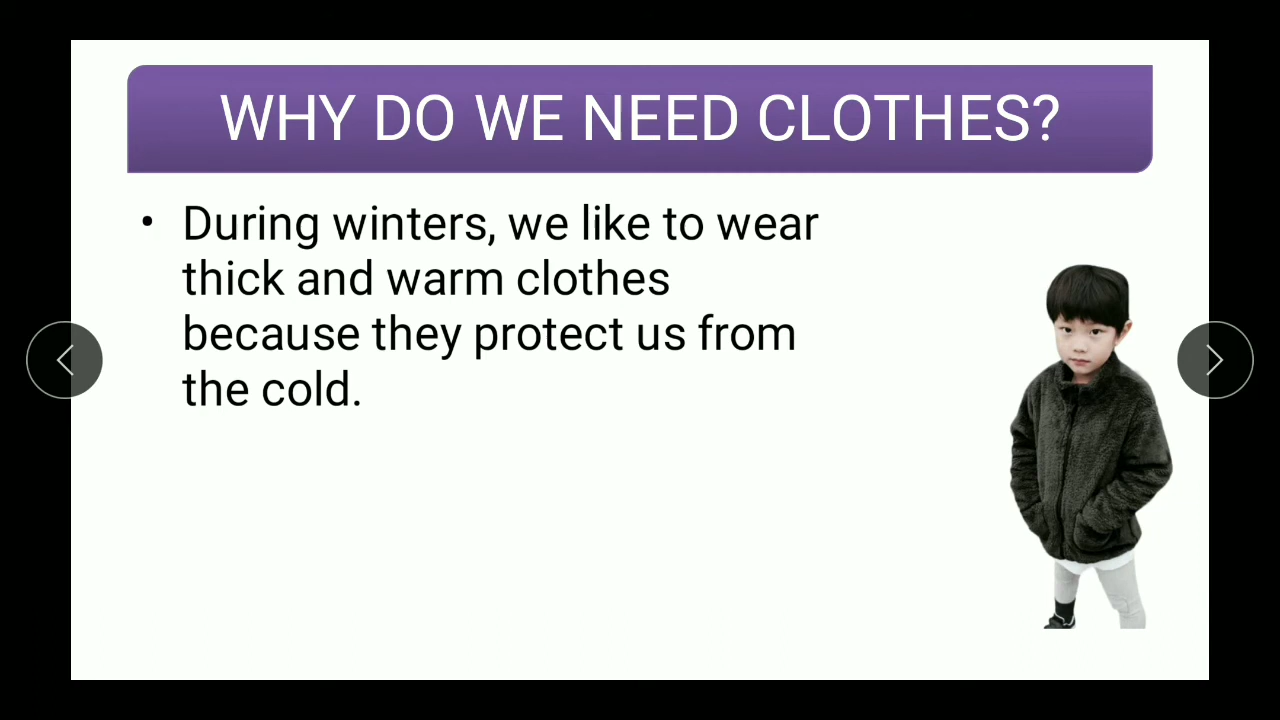 WHY DO WE NEED CLOTHES?
• During winters, we like to wear
thick and warm clothes
because they protect us from
the cold.